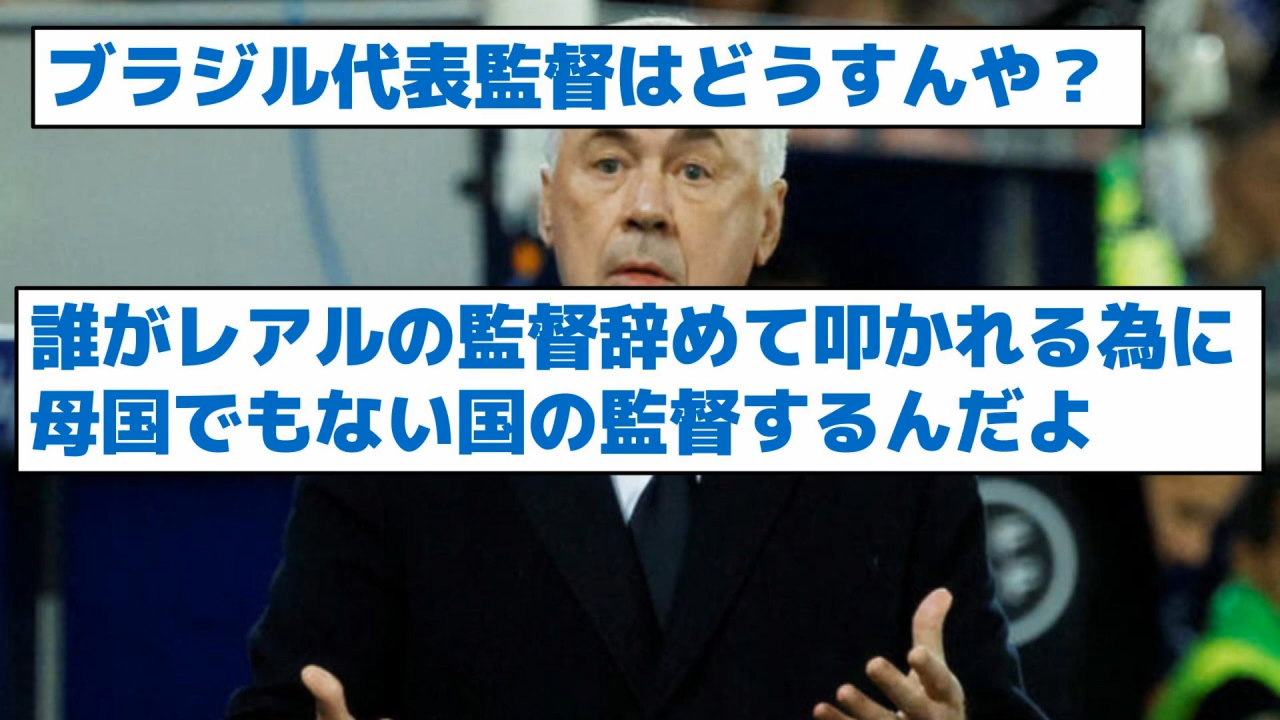 ブラジル代表監督はどうすんや？
誰がレアルの監督辞めて叩かれる為に
母国でもない国の監督するんだよ